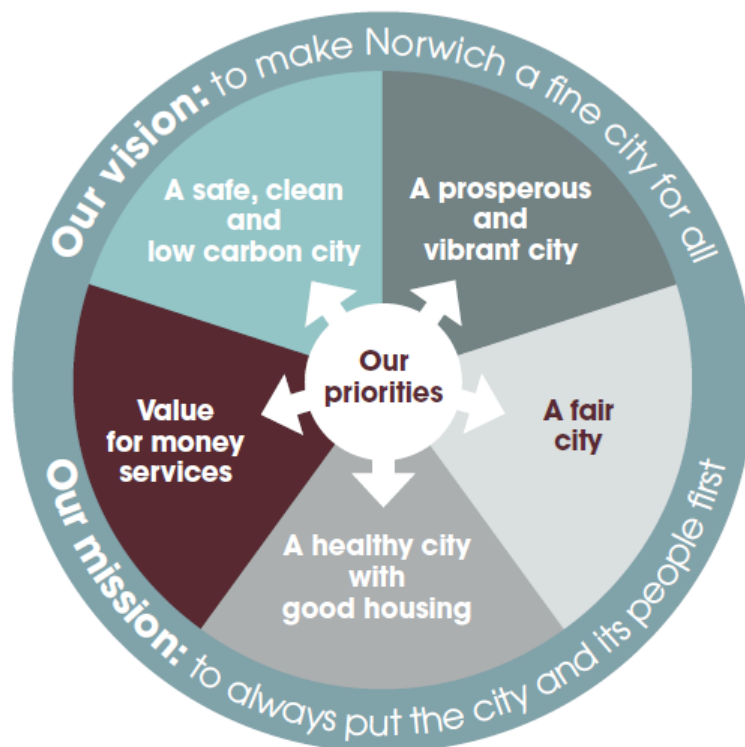 Our vision: to make Norwich a fine city for all
A safe, clean
and
low carbon city
A prosperous
and
vibrant city
Our
priorities
Value
for money
services
A fair
city
A healthy city
with
good housing
Our mission: to always put the city and its people first